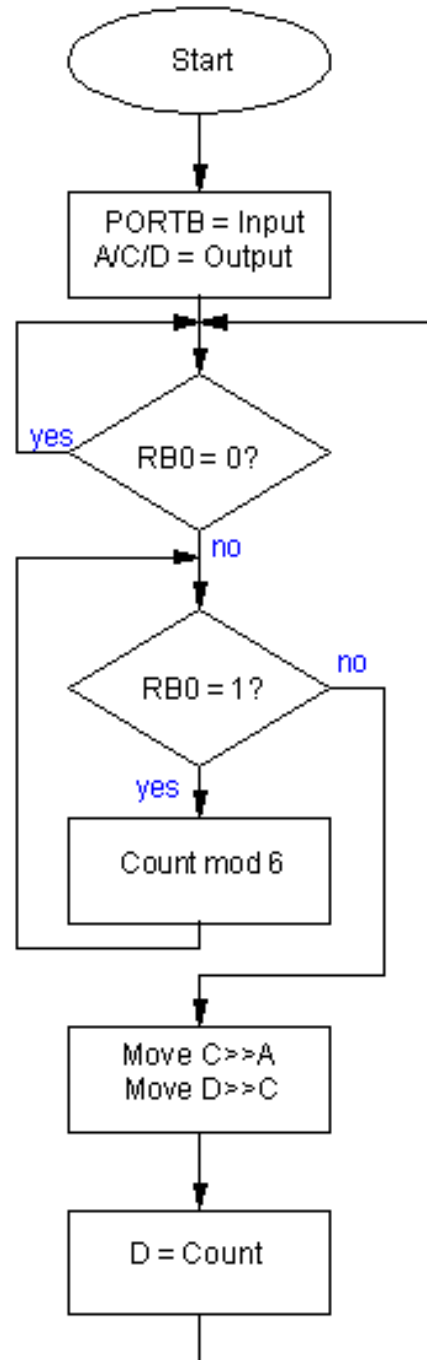 Start
PORTB = Input
A/C/D = Output
yes
RB0 = 0?
no
no
RB0 = 1?
yes
Count mod 6
Move C>>A
Move D>>C
D = Count